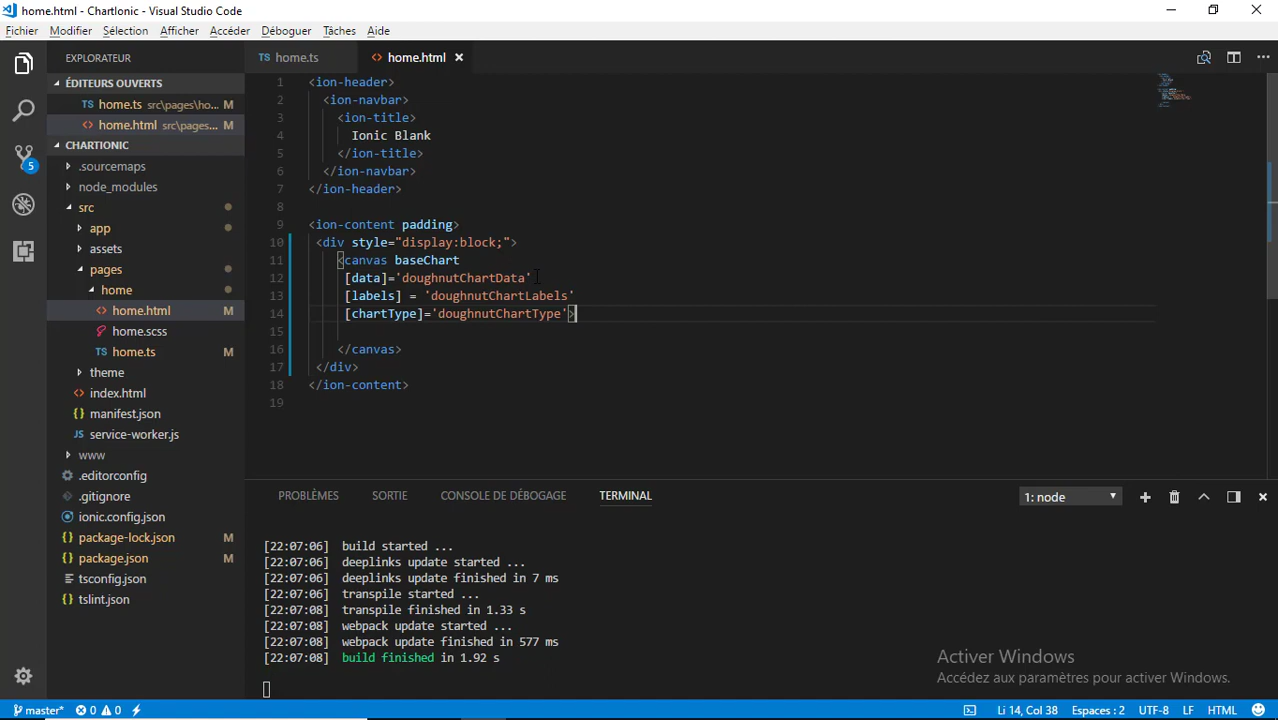 home.html - ChartIonic - Visual Studio Code
Fichier Modifier Sélection Afficher Accéder Déboguer Tâches Aide
EXPLORATEUR
ÉDITEURS OUVERTS
TS home.ts src\pages\ho... M
<> home.html src\pages... M
CHARTIONIC
.sourcemaps
node_modules
src
app
assets
pages
home
<> home.html M
home.scss
TS home.ts M
theme
<> index.html
{} manifest.json
{} service-worker.js
www
.editorconfig
.gitignore
ionic.config.json
{} package-lock.json M
{} package.json M
tsconfig.json
{} tslint.json
5
TS home.ts
<> home.html ×
1 <ion-header>
2 <ion-navbar>
3 <ion-title>
4 Ionic Blank
5 </ion-title>
6 </ion-navbar>
7 </ion-header>
8
9 <ion-content padding>
10 <div style="display:block;">
11 <canvas baseChart
12 [data]='doughnutChartData'
13 [labels] = 'doughnutChartLabels'
14 [chartType]='doughnutChartType'>
15
16 </canvas>
17 </div>
18 </ion-content>
19
PROBLÈMES SORTIE CONSOLE DE DÉBOGAGE TERMINAL 1: node
[22:07:06] build started ...
[22:07:06] deeplinks update started ...
[22:07:06] deeplinks update finished in 7 ms
[22:07:06] transpile started ...
[22:07:08] transpile finished in 1.33 s
[22:07:08] webpack update started ...
[22:07:08] webpack update finished in 577 ms
[22:07:08] build finished in 1.92 s
Activer Windows
Accédez aux paramètres pour activer Windows.
master* 0 0 Li 14, Col 38 Espaces : 2 UTF-8 LF HTML